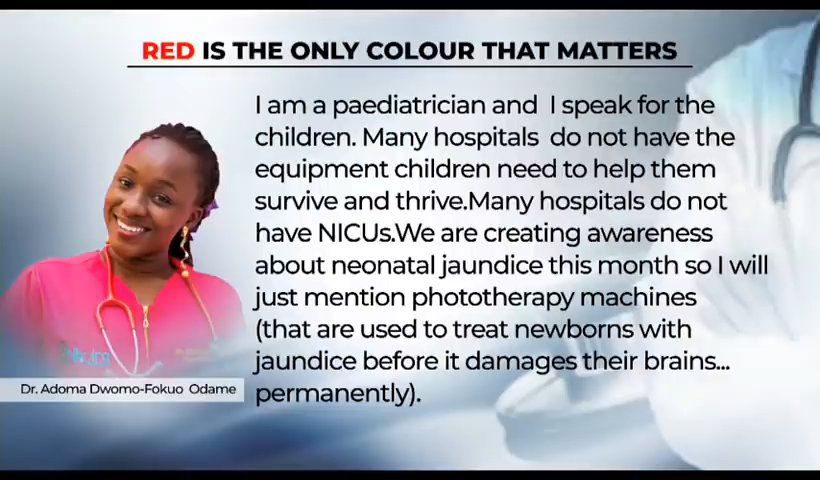 RED IS THE ONLY COLOUR THAT MATTERS
I am a paediatrician and I speak for the
children. Many hospitals do not have the
equipment children need to help them
survive and thrive.Many hospitals do not
have NICUs.We are creating awareness
about neonatal jaundice this month so I will
just mention phototherapy machines
(that are used to treat newborns with
jaundice before it damages their brains...
permanently).
Dr. Adoma Dwomo-Fokuo Odame